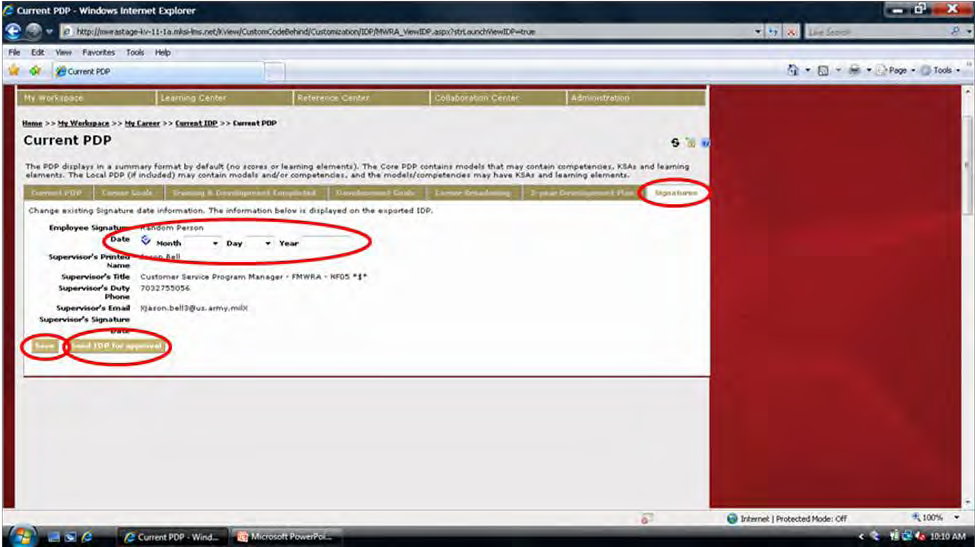 Current PDP - Windows Internet Explorer
http://mwrastage-kv-11-1a.mksi-lms.net/Kview/CustomCodeBehind/Customization/IDP/MWRA_ViewIDP.aspx?strLaunchViewIDP=true
Live Search
File Edit View Favorites Tools Help
Current PDP
Page Tools
My Workspace Learning Center Reference Center Collaboration Center Administration
Home >> My Workspace >> My Career >> Current IDP >> Current PDP
Current PDP
The PDP displays in a summary format by default (no scores or learning elements). The Core PDP contains models that may contain competencies, KSAs and learning
elements. The Local PDP (if included) may contain models and/or competencies, and the models/competencies may have KSAs and learning elements.
Current PDP Career Goals Training & Development Completed Development Goals Career Broadening 3-year Development Plan Signatures
Change existing Signature date information. The information below is displayed on the exported IDP.
Employee Signature Random Person
Date Month Day Year
Supervisor's Printed Name Jason Bell
Supervisor's Title Customer Service Program Manager - FMWRA - NF05 *$*
Supervisor's Duty Phone 7032755056
Supervisor's Email Xjason.bell3@us.army.milX
Supervisor's Signature Date
Save Send IDP for approval
Internet | Protected Mode: Off 100%
Current PDP - Wind... Microsoft PowerPoi... 10:10 AM